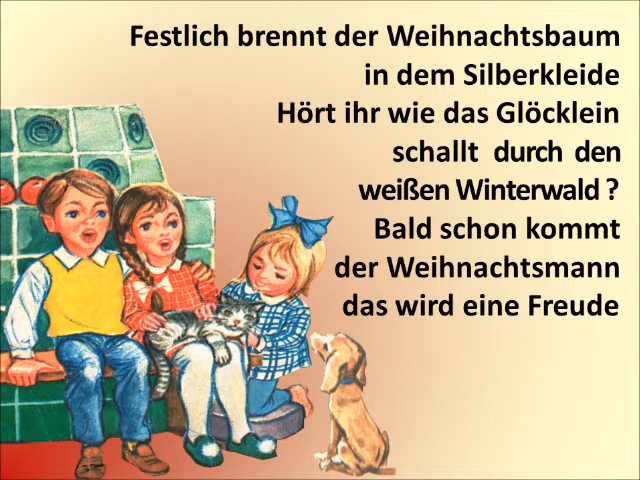 Festlich brennt der Weihnachtsbaum
in dem Silberkleide
Hört ihr wie das Glöcklein
schallt durch den
weißen Winterwald ?
Bald schon kommt
der Weihnachtsmann
das wird eine Freude